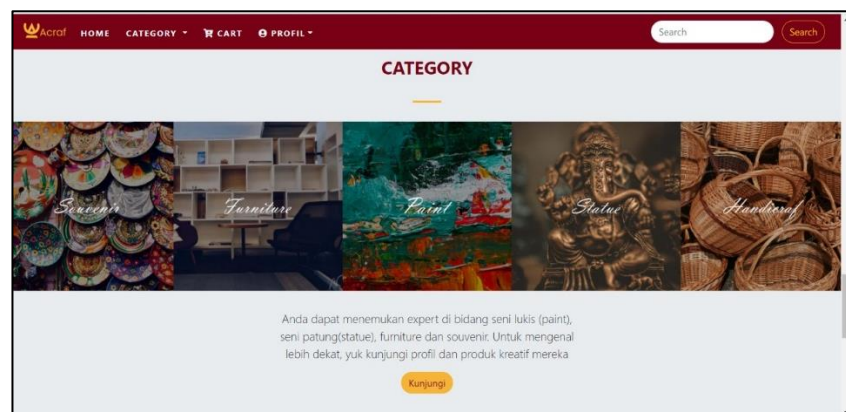 Acraf HOME CATEGORY CART PROFIL Search Search
CATEGORY
Souvenir Furniture Paint Statue Handicraf
Anda dapat menemukan expert di bidang seni lukis (paint),
seni patung(statue), furniture dan souvenir. Untuk mengenal
lebih dekat, yuk kunjungi profil dan produk kreatif mereka
Kunjungi